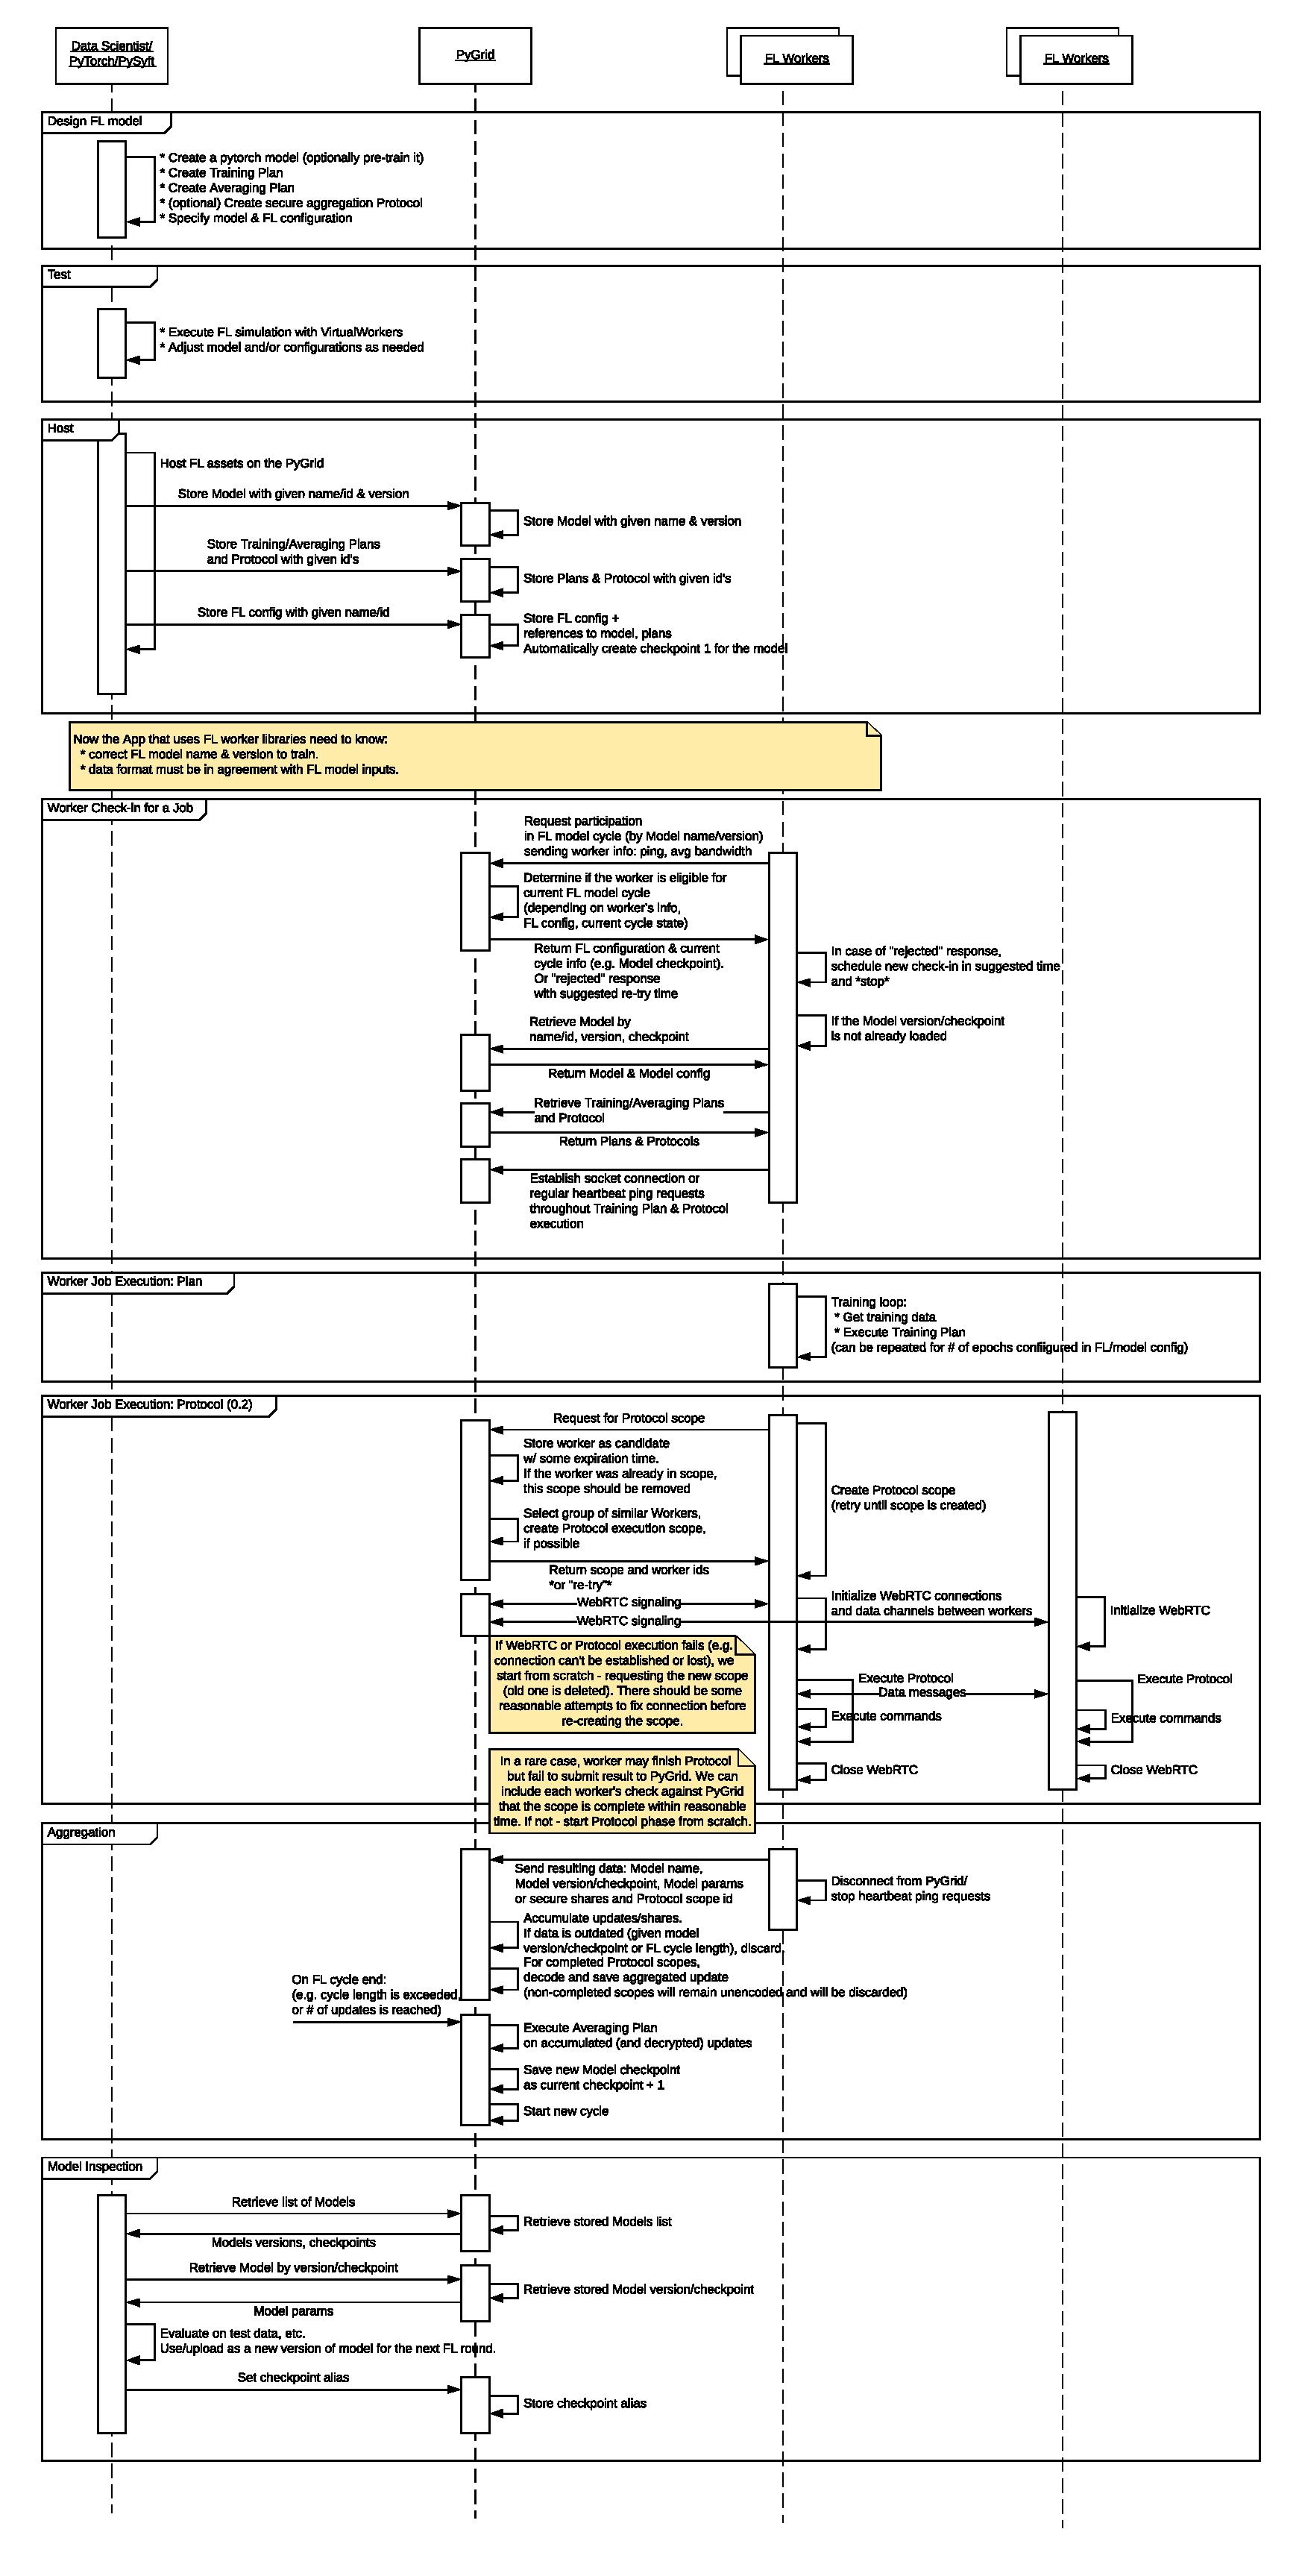 Data Scientist/
PyTorch/PySyft
PyGrid
FL Workers
FL Workers
Design FL model
* Create a pytorch model (optionally pre-train it)
* Create Training Plan
* Create Averaging Plan
* (optional) Create secure aggregation Protocol
* Specify model & FL configuration
Test
* Execute FL simulation with VirtualWorkers
* Adjust model and/or configurations as needed
Host
Host FL assets on the PyGrid
Store Model with given name/id & version
Store Model with given name & version
Store Training/Averaging Plans
and Protocol with given id's
Store Plans & Protocol with given id's
Store FL config with given name/id
Store FL config +
references to model, plans
Automatically create checkpoint 1 for the model
Now the App that uses FL worker libraries need to know:
* correct FL model name & version to train.
* data format must be in agreement with FL model inputs.
Worker Check-In for a Job
Request participation
in FL model cycle (by Model name/version)
sending worker info: ping, avg bandwidth
Determine if the worker is eligible for
current FL model cycle
(depending on worker's info,
FL config, current cycle state)
Return FL configuration & current
cycle info (e.g. Model checkpoint).
Or "rejected" response
with suggested re-try time
In case of "rejected" response,
schedule new check-in in suggested time
and *stop*
Retrieve Model by
name/id, version, checkpoint
If the Model version/checkpoint
is not already loaded
Return Model & Model config
Retrieve Training/Averaging Plans
and Protocol
Return Plans & Protocols
Establish socket connection or
regular heartbeat ping requests
throughout Training Plan & Protocol
execution
Worker Job Execution: Plan
Training loop:
* Get training data
* Execute Training Plan
(can be repeated for # of epochs confiigured in FL/model config)
Worker Job Execution: Protocol (0.2)
Request for Protocol scope
Store worker as candidate
w/ some expiration time.
If the worker was already in scope,
this scope should be removed
Create Protocol scope
(retry until scope is created)
Select group of similar Workers,
create Protocol execution scope,
if possible
Return scope and worker ids
*or "re-try"*
WebRTC signaling
WebRTC signaling
Initialize WebRTC connections
and data channels between workers
Initialize WebRTC
If WebRTC or Protocol execution fails (e.g.
connection can't be established or lost), we
start from scratch - requesting the new scope
(old one is deleted). There should be some
reasonable attempts to fix connection before
re-creating the scope.
Execute Protocol
Data messages
Execute commands
Execute Protocol
Execute commands
Close WebRTC
Close WebRTC
In a rare case, worker may finish Protocol
but fail to submit result to PyGrid. We can
include each worker's check against PyGrid
that the scope is complete within reasonable
time. If not - start Protocol phase from scratch.
Aggregation
Send resulting data: Model name,
Model version/checkpoint, Model params
or secure shares and Protocol scope id
Disconnect from PyGrid/
stop heartbeat ping requests
Accumulate updates/shares.
If data is outdated (given model
version/checkpoint or FL cycle length), discard.
For completed Protocol scopes,
decode and save aggregated update
(non-completed scopes will remain unencoded and will be discarded)
On FL cycle end:
(e.g. cycle length is exceeded,
or # of updates is reached)
Execute Averaging Plan
on accumulated (and decrypted) updates
Save new Model checkpoint
as current checkpoint + 1
Start new cycle
Model Inspection
Retrieve list of Models
Retrieve stored Models list
Models versions, checkpoints
Retrieve Model by version/checkpoint
Retrieve stored Model version/checkpoint
Model params
Evaluate on test data, etc.
Use/upload as a new version of model for the next FL round.
Set checkpoint alias
Store checkpoint alias